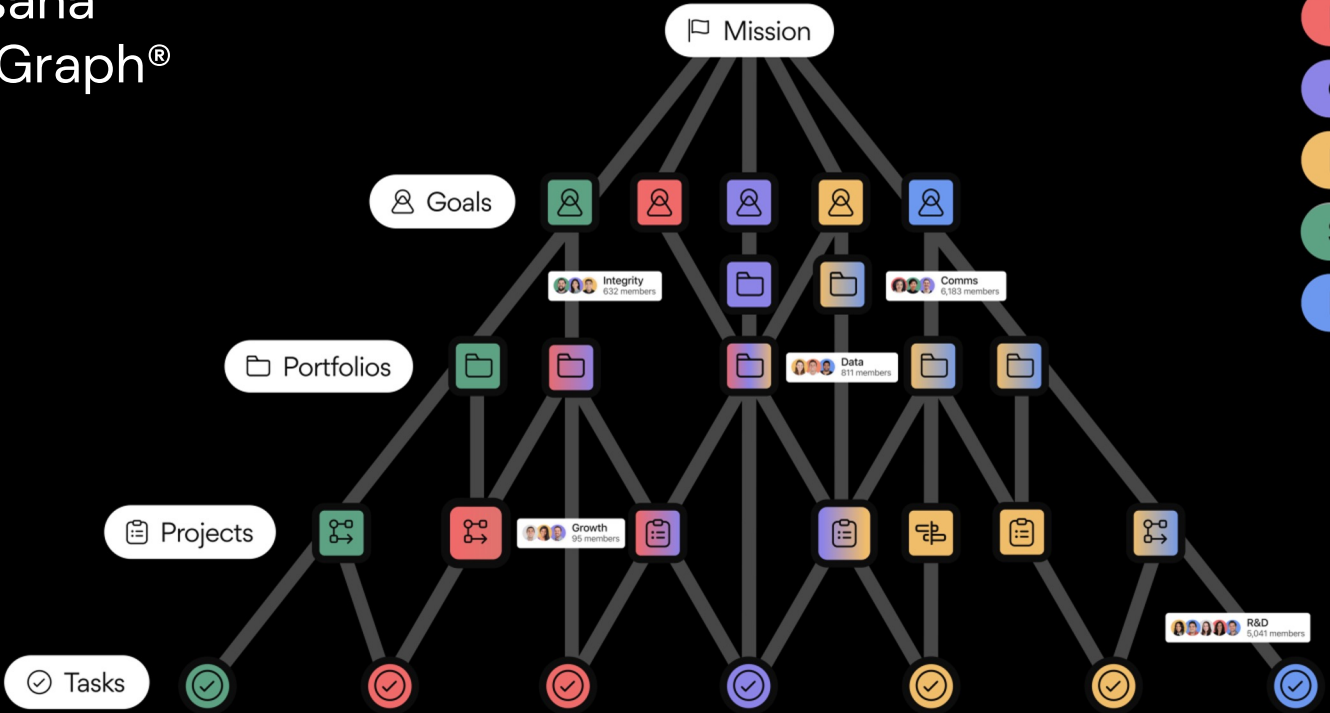 sana
Graph®
Mission
Goals
Integrity
632 members
Comms
6,183 members
Portfolios
Data
811 members
Projects
Growth
95 members
R&D
5,041 members
Tasks